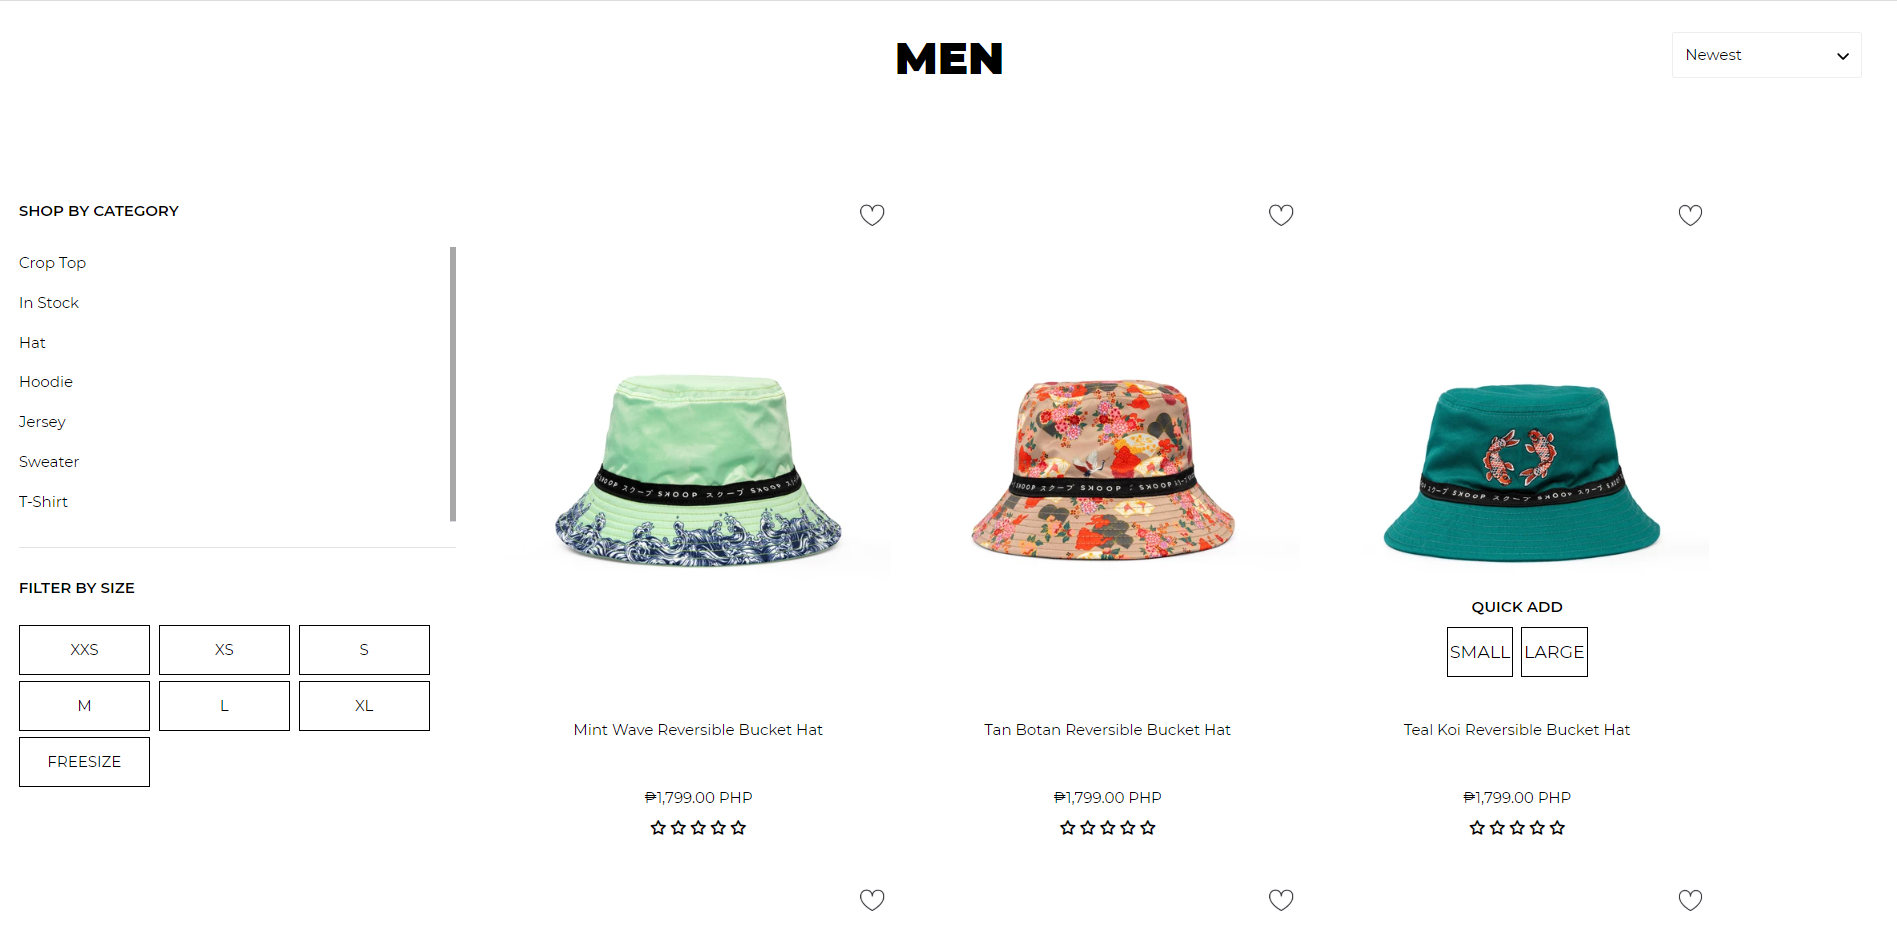 MEN
Newest
SHOP BY CATEGORY
Crop Top
In Stock
Hat
Hoodie
Jersey
Sweater
T-Shirt
FILTER BY SIZE
XXS
XS
S
M
L
XL
FREESIZE
SKOOP スクープ SKOOP スクープ SKOOP
SKOOP スクープ SKOOP : SKOOP スクープ
スクープ SKOOP スクープ SKOOP スクープ
QUICK ADD
SMALL LARGE
Mint Wave Reversible Bucket Hat
Tan Botan Reversible Bucket Hat
Teal Koi Reversible Bucket Hat
₱1,799.00 PHP
₱1,799.00 PHP
₱1,799.00 PHP